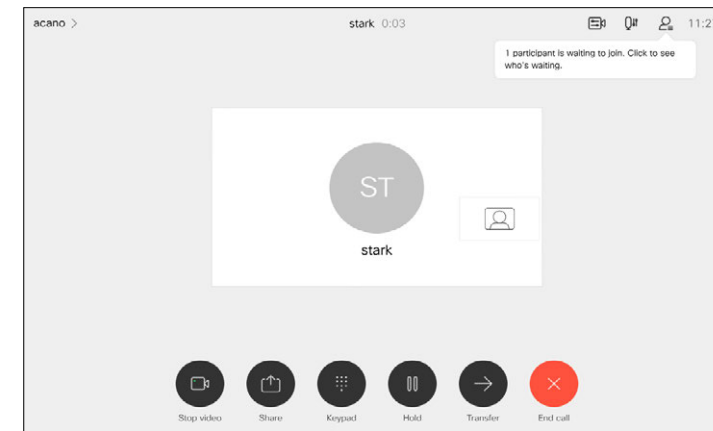 acano >
stark 0:03
11:2
1 participant is waiting to join. Click to see
who's waiting.
ST
stark
Stop video
Share
Keypad
Hold
Transfer
End call